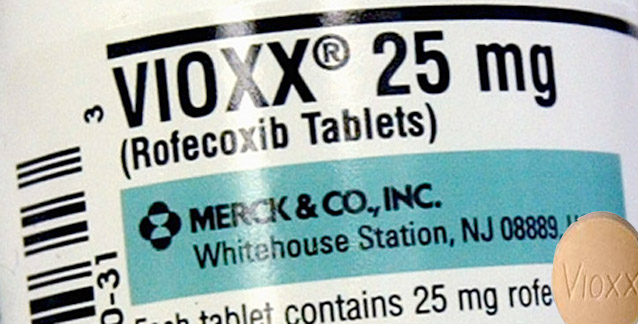 VIOXX® 25 mg
(Rofecoxib Tablets)
MERCK & CO., INC.
Whitehouse Station, NJ 08889
Each tablet contains 25 mg rofe
VIOXX
3
0-31